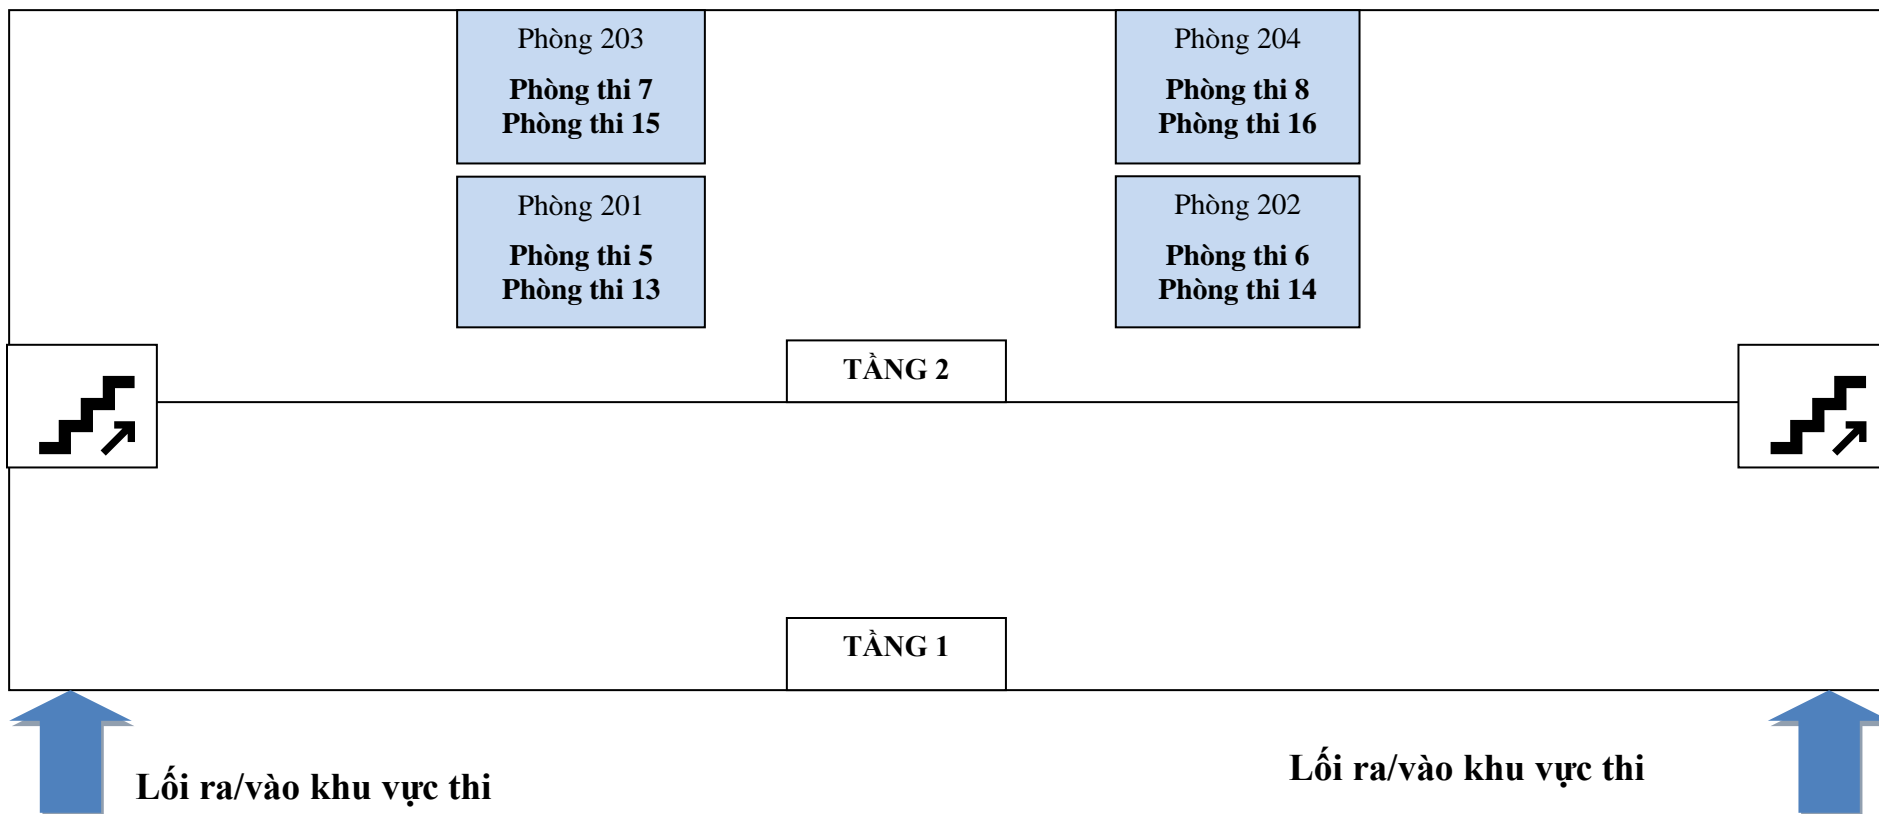 Phòng 203
Phòng thi 7
Phòng thi 15
Phòng 204
Phòng thi 8
Phòng thi 16
Phòng 201
Phòng thi 5
Phòng thi 13
Phòng 202
Phòng thi 6
Phòng thi 14
TẦNG 2
TẦNG 1
Lối ra/vào khu vực thi
Lối ra/vào khu vực thi